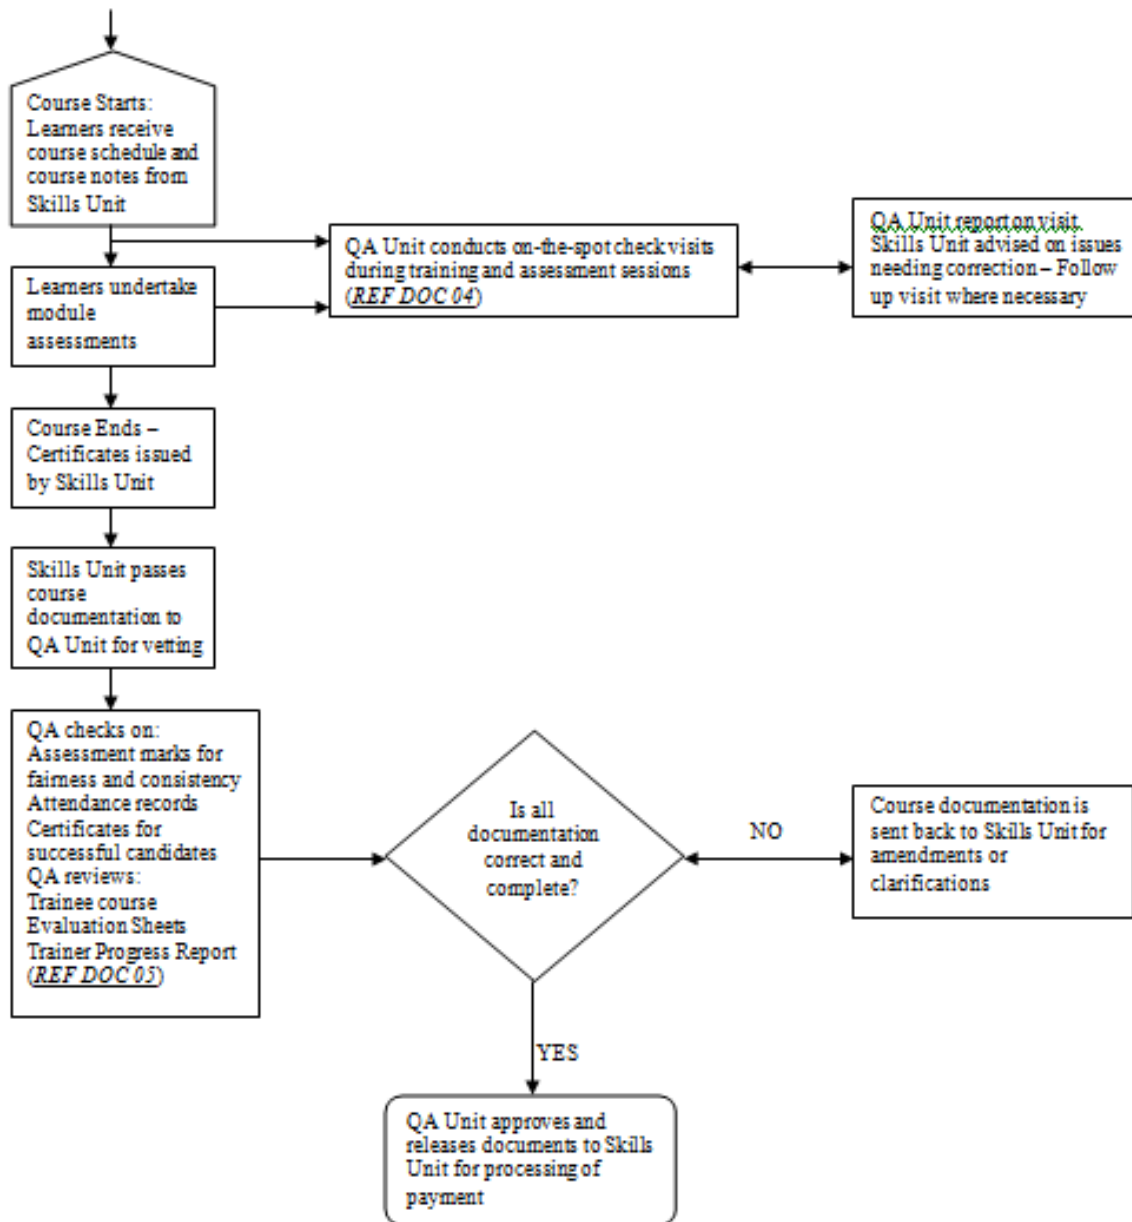 Course Starts:
Learners receive
course schedule and
course notes from
Skills Unit
QA Unit conducts on-the-spot check visits
during training and assessment sessions
(REF DOC 04)
QA Unit report on visit.
Skills Unit advised on issues
needing correction – Follow
up visit where necessary
Learners undertake
module
assessments
Course Ends –
Certificates issued
by Skills Unit
Skills Unit passes
course
documentation to
QA Unit for vetting
QA checks on:
Assessment marks for
fairness and consistency
Attendance records
Certificates for
successful candidates
QA reviews:
Trainee course
Evaluation Sheets
Trainer Progress Report
(REF DOC 05)
Is all
documentation
correct and
complete?
NO
Course documentation is
sent back to Skills Unit for
amendments or
clarifications
YES
QA Unit approves and
releases documents to Skills
Unit for processing of
payment